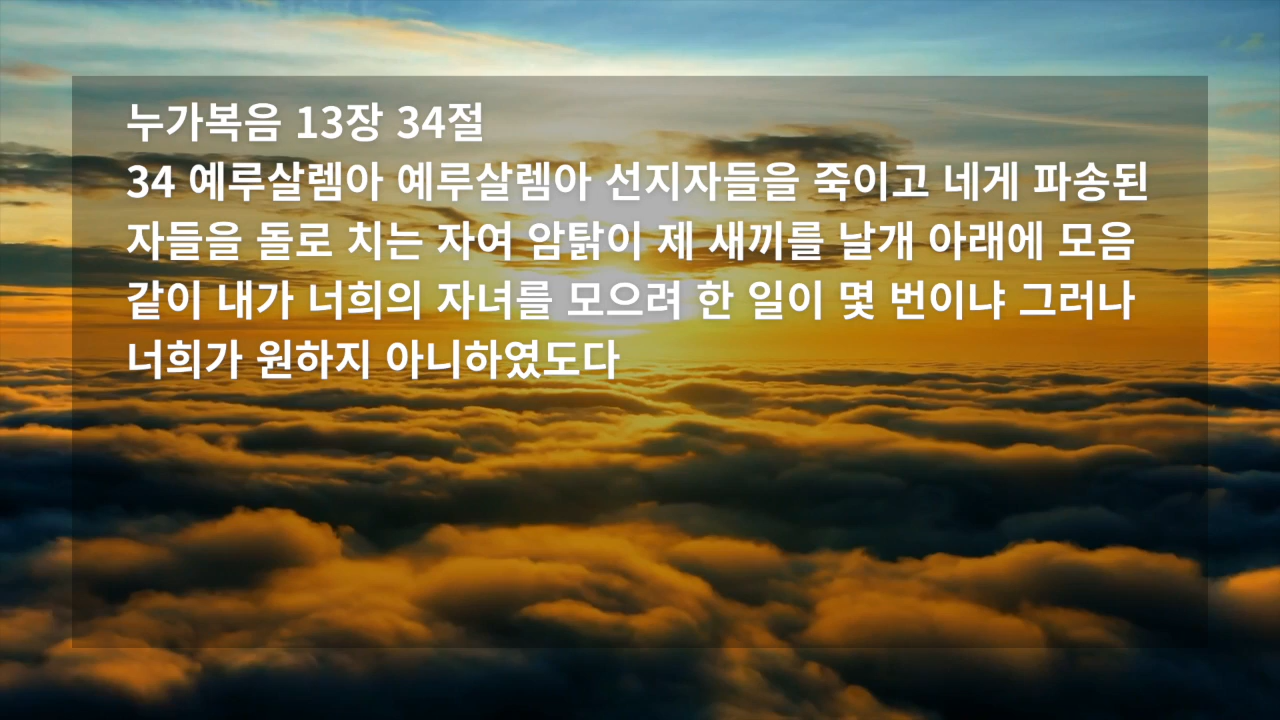 누가복음 13장 34절
34 예루살렘아 예루살렘아 선지자들을 죽이고 네게 파송된
자들을 돌로 치는 자여 암탉이 제 새끼를 날개 아래에 모음
같이 내가 너희의 자녀를 모으려 한 일이 몇 번이냐 그러나
너희가 원하지 아니하였도다